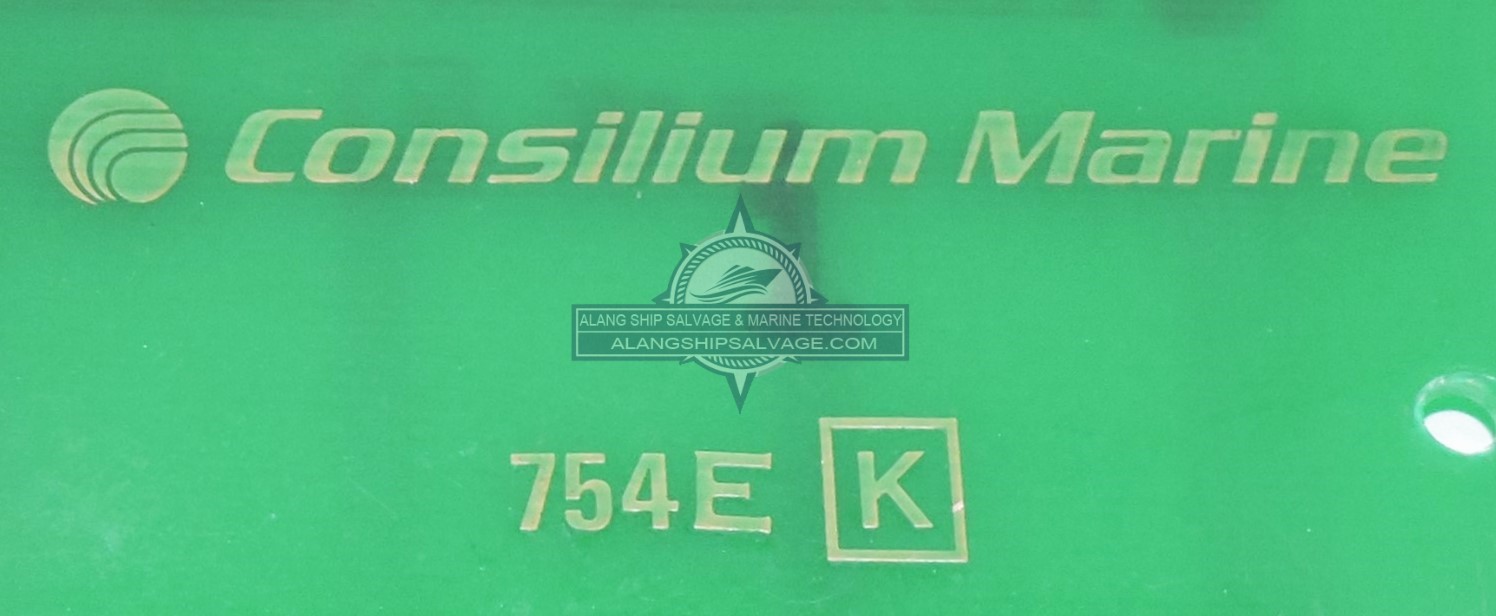 Consilium Marine
ALANG SHIP SALVAGE & MARINE TECHNOLOGY
ALANGSHIPSALVAGE.COM
754E K